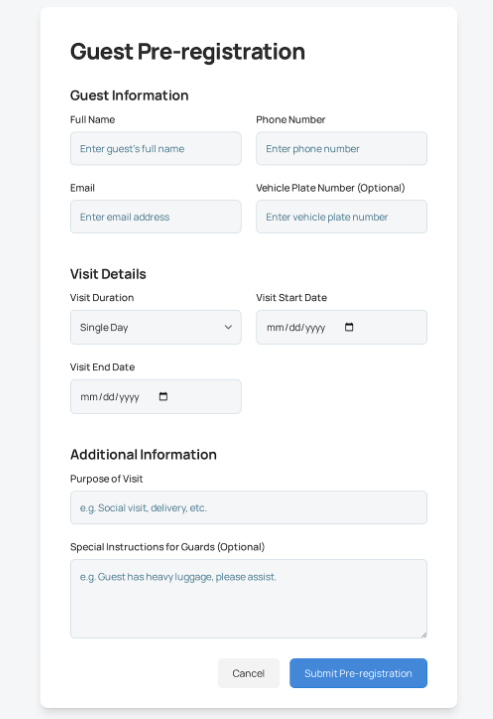 Guest Pre-registration
Guest Information
Full Name
Phone Number
Enter guest's full name
Enter phone number
Email
Vehicle Plate Number (Optional)
Enter email address
Enter vehicle plate number
Visit Details
Visit Duration
Visit Start Date
Single Day
mm/dd/yyyy
Visit End Date
mm/dd/yyyy
Additional Information
Purpose of Visit
e.g. Social visit, delivery, etc.
Special Instructions for Guards (Optional)
e.g. Guest has heavy luggage, please assist.
Cancel
Submit Pre-registration